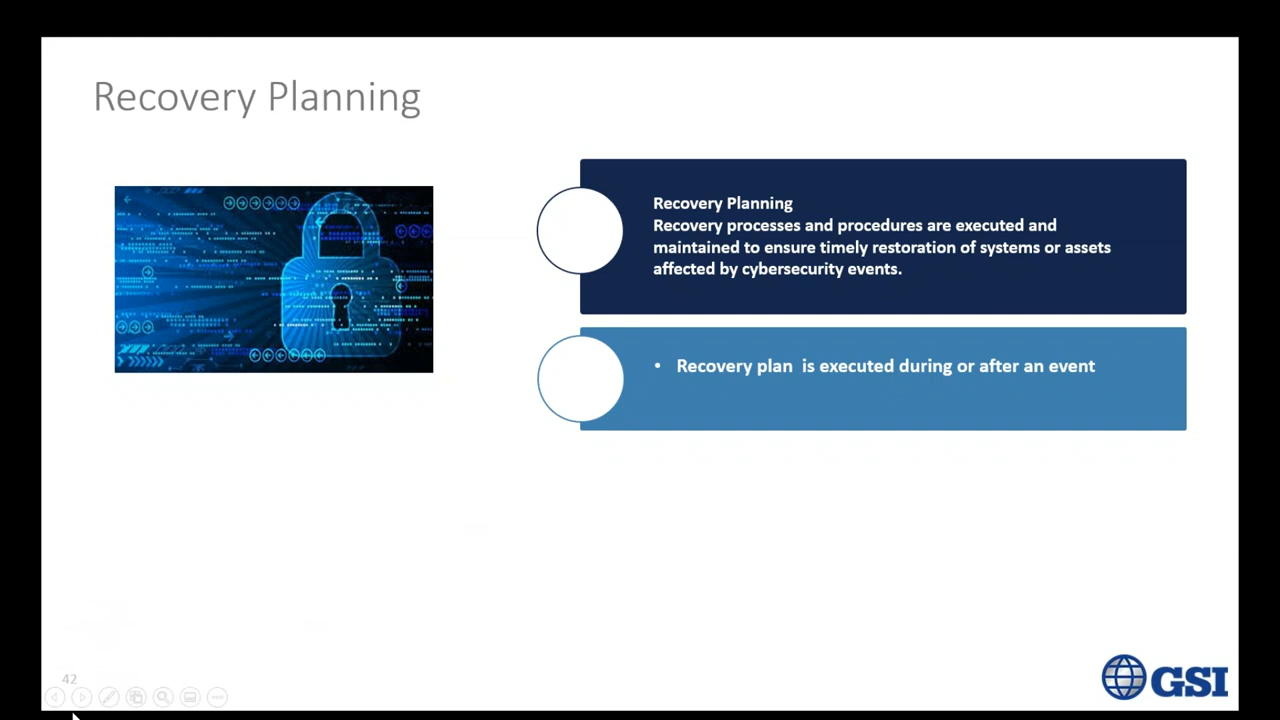 Recovery Planning
Recovery Planning
Recovery processes and procedures are executed and
maintained to ensure timely restoration of systems or assets
affected by cybersecurity events.
• Recovery plan is executed during or after an event
42
GSI